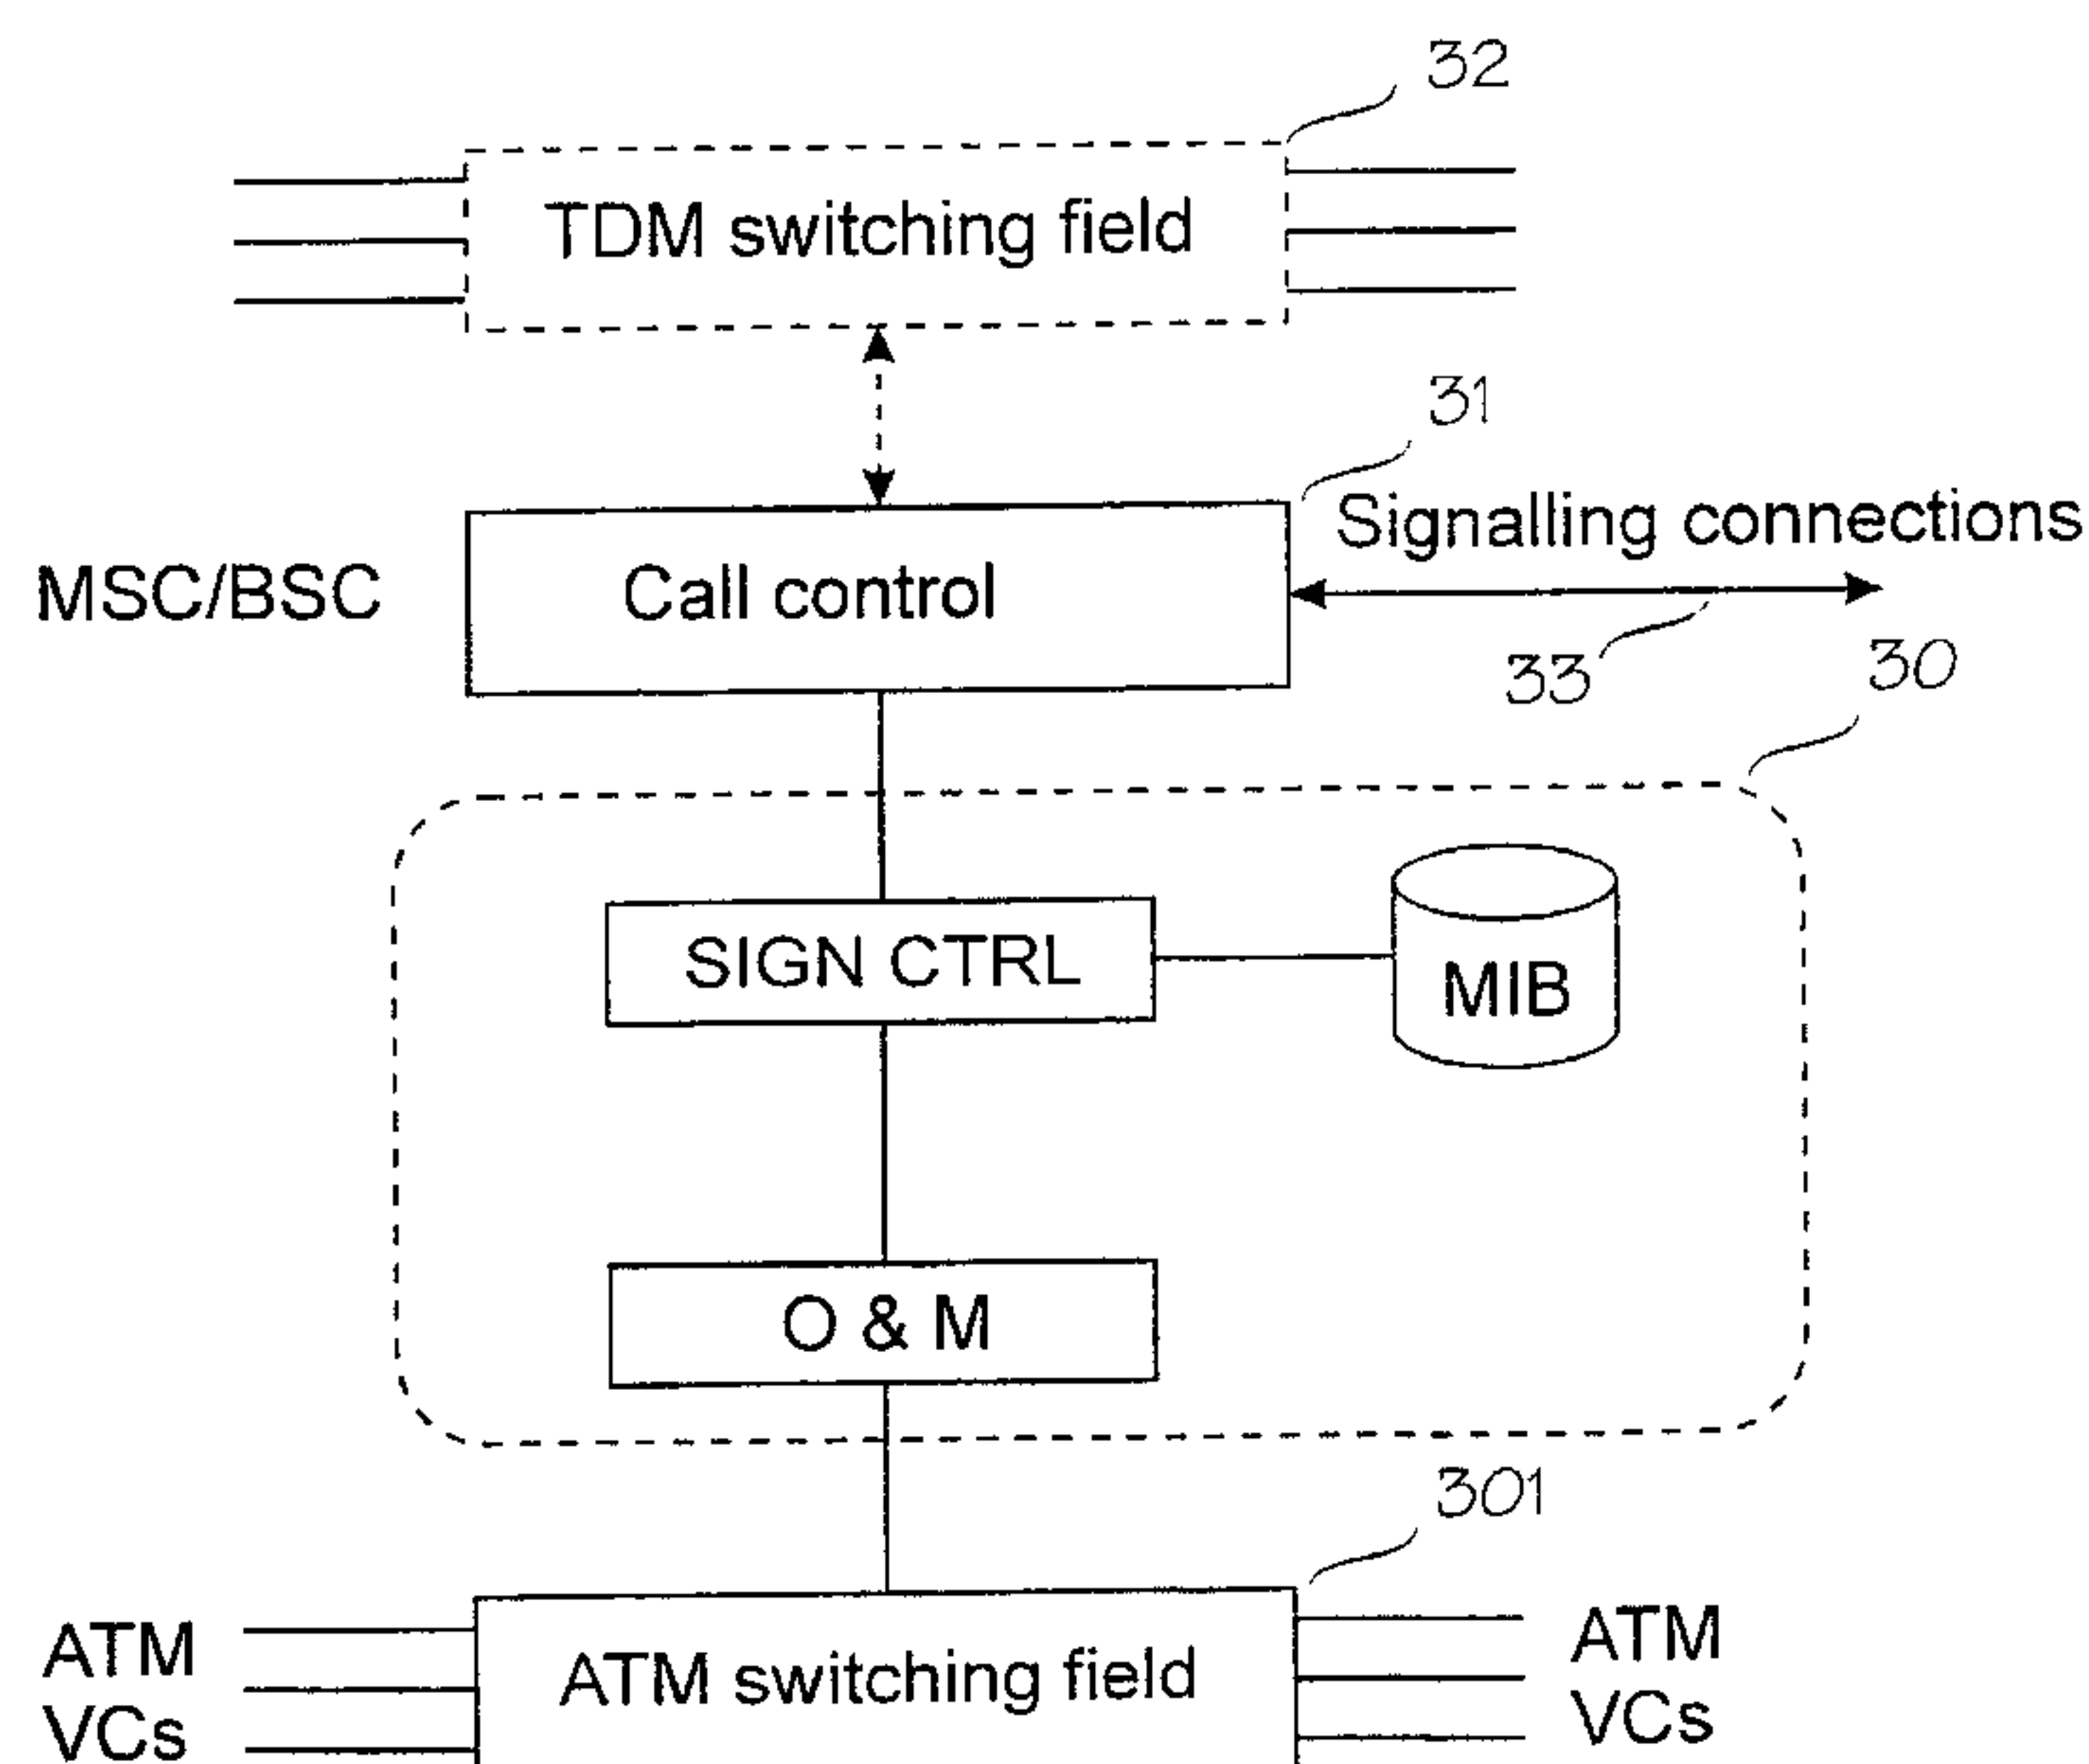 32
TDM switching field
31
Signalling connections
MSC/BSC
Call control
33
30
SIGN CTRL
MIB
O & M
301
ATM
VCs
ATM switching field
ATM
VCs